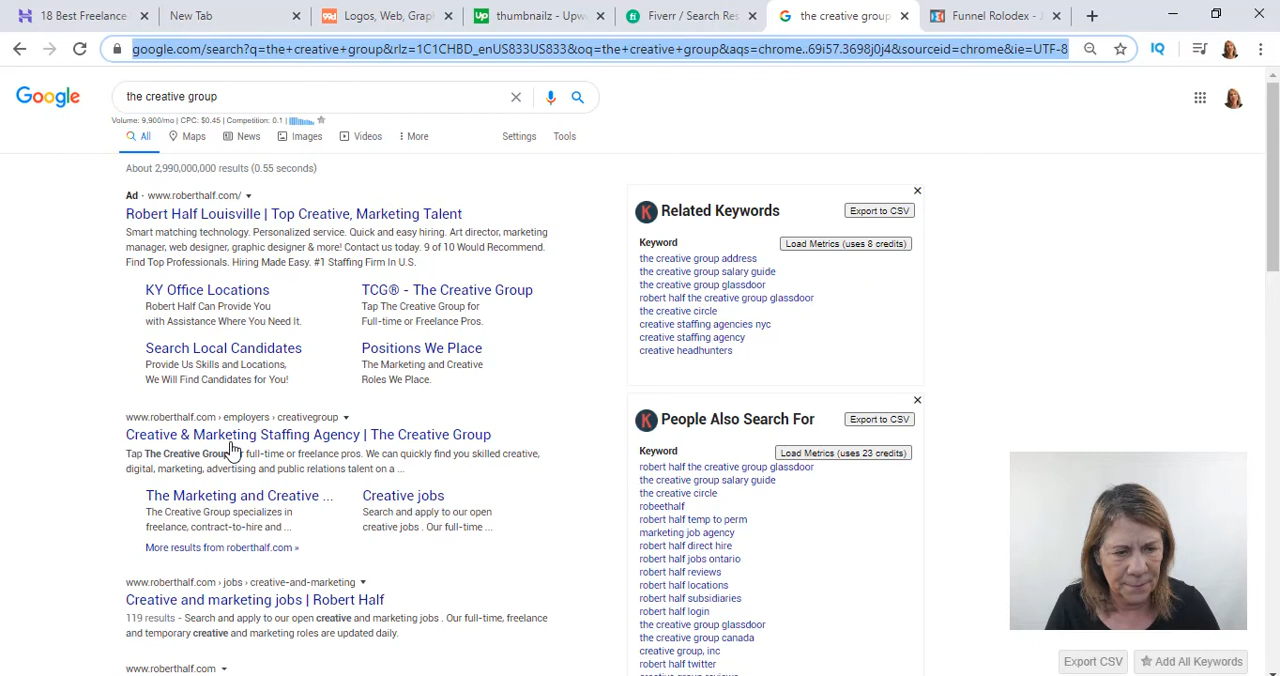 18 Best Freelance
New Tab
99d Logos, Web, Grap
Up thumbnailz - Upw
fi Fiverr / Search Res
G the creative group
Funnel Rolodex - J
google.com/search?q=the+creative+group&rlz=1C1CHBD_enUS833US833&oq=the+creative+group&aqs=chrome..69i57.3698j0j4&sourceid=chrome&ie=UTF-8
IQ
Google
the creative group
Volume: 9,900/mo | CPC: $0.45 | Competition: 0.1 |
All
Maps
News
Images
Videos
More
Settings
Tools
About 2,990,000,000 results (0.55 seconds)
Ad · www.roberthalf.com/
Robert Half Louisville | Top Creative, Marketing Talent
Smart matching technology. Personalized service. Quick and easy hiring. Art director, marketing
manager, web designer, graphic designer & more! Contact us today. 9 of 10 Would Recommend.
Find Top Professionals. Hiring Made Easy. #1 Staffing Firm In U.S.
KY Office Locations
Robert Half Can Provide You
with Assistance Where You Need It.
TCG® - The Creative Group
Tap The Creative Group for
Full-time or Freelance Pros.
Search Local Candidates
Provide Us Skills and Locations,
We Will Find Candidates for You!
Positions We Place
The Marketing and Creative
Roles We Place.
www.roberthalf.com › employers › creativegroup
Creative & Marketing Staffing Agency | The Creative Group
Tap The Creative Group full-time or freelance pros. We can quickly find you skilled creative,
digital, marketing, advertising and public relations talent on a ...
The Marketing and Creative ...
The Creative Group specializes in
freelance, contract-to-hire and ...
Creative jobs
Search and apply to our open
creative jobs . Our full-time ...
More results from roberthalf.com »
www.roberthalf.com › jobs › creative-and-marketing
Creative and marketing jobs | Robert Half
119 results - Search and apply to our open creative and marketing jobs . Our full-time, freelance
and temporary creative and marketing roles are updated daily.
www.roberthalf.com
K Related Keywords
Export to CSV
Keyword
Load Metrics (uses 8 credits)
the creative group address
the creative group salary guide
the creative group glassdoor
robert half the creative group glassdoor
the creative circle
creative staffing agencies nyc
creative staffing agency
creative headhunters
K People Also Search For
Export to CSV
Keyword
Load Metrics (uses 23 credits)
robert half the creative group glassdoor
the creative group salary guide
the creative circle
robeethalf
robert half temp to perm
marketing job agency
robert half direct hire
robert half jobs ontario
robert half reviews
robert half locations
robert half subsidiaries
robert half login
the creative group glassdoor
the creative group canada
creative group, inc
robert half twitter
Export CSV
Add All Keywords